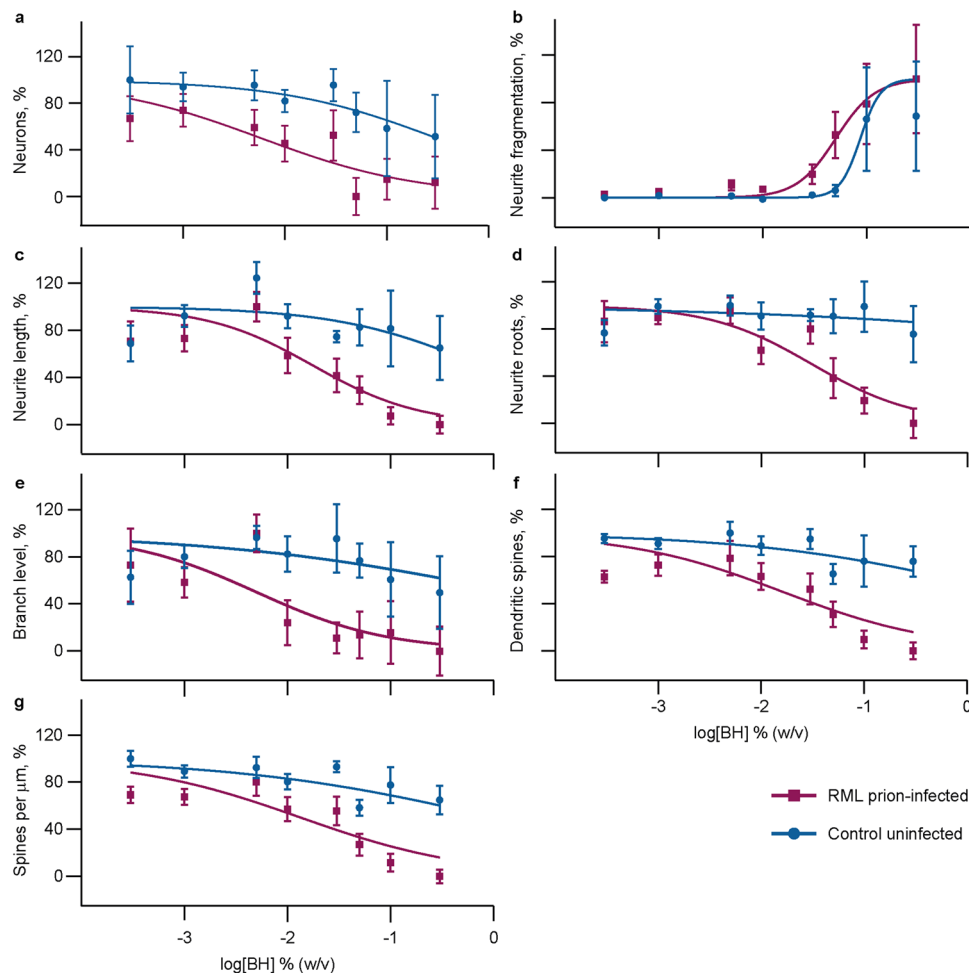 a
Neurons, %
120
80
40
0
b
Neurite fragmentation, %
c
Neurite length, %
120
80
40
0
d
Neurite roots, %
e
Branch level, %
120
80
40
0
f
Dendritic spines, %
-3
-2
-1
0
log[BH] % (w/v)
g
Spines per μm, %
120
80
40
0
-3
-2
-1
0
log[BH] % (w/v)
RML prion-infected
Control uninfected